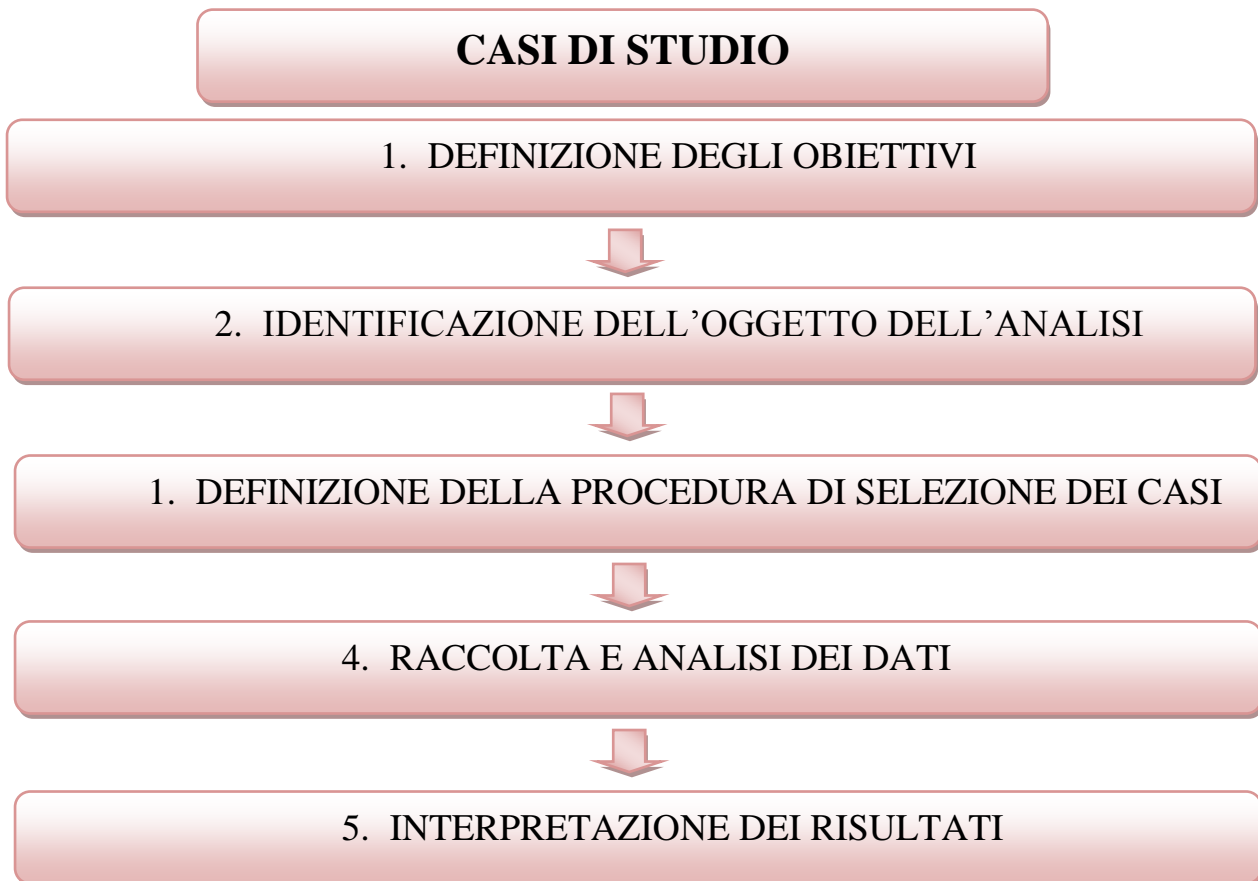 CASI DI STUDIO
1. DEFINIZIONE DEGLI OBIETTIVI
2. IDENTIFICAZIONE DELL’OGGETTO DELL’ANALISI
1. DEFINIZIONE DELLA PROCEDURA DI SELEZIONE DEI CASI
4. RACCOLTA E ANALISI DEI DATI
5. INTERPRETAZIONE DEI RISULTATI